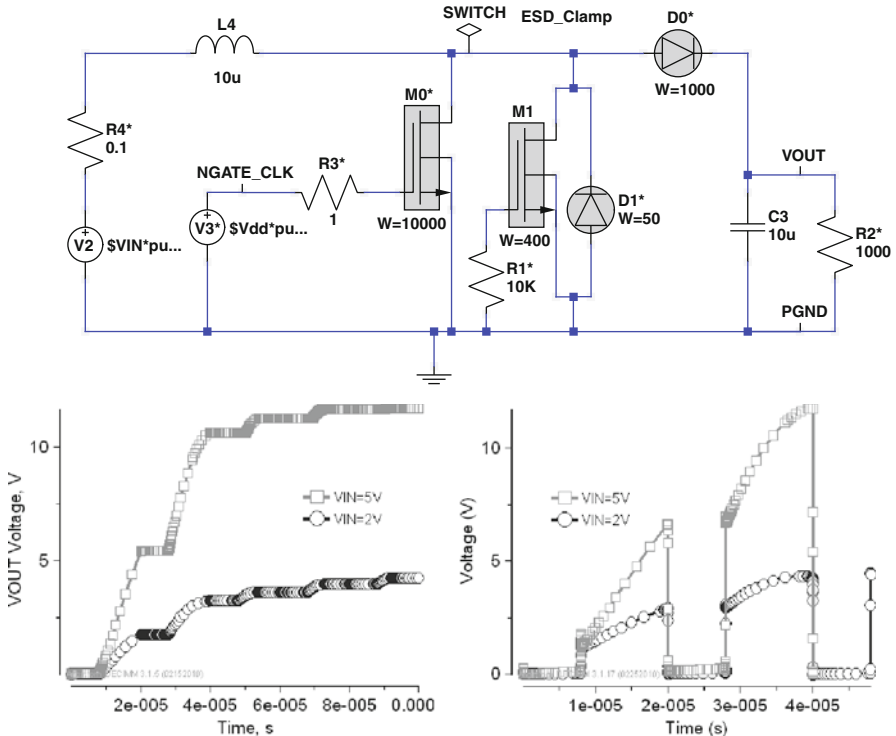 SWITCH
ESD_Clamp
D0*
L4
10u
W=1000
M0*
M1
R4*
0.1
NGATE_CLK
R3*
VOUT
1
D1*
W=50
C3
10u
R2*
1000
V2
$VIN*pu...
V3*
$Vdd*pu...
W=10000
W=400
R1*
10K
PGND
VOUT Voltage, V
10
5
0
VIN=5V
VIN=2V
2e-005
4e-005
6e-005
8e-005
0.000
Time, s
Voltage (V)
10
5
0
VIN=5V
VIN=2V
1e-005
2e-005
3e-005
4e-005
Time (s)